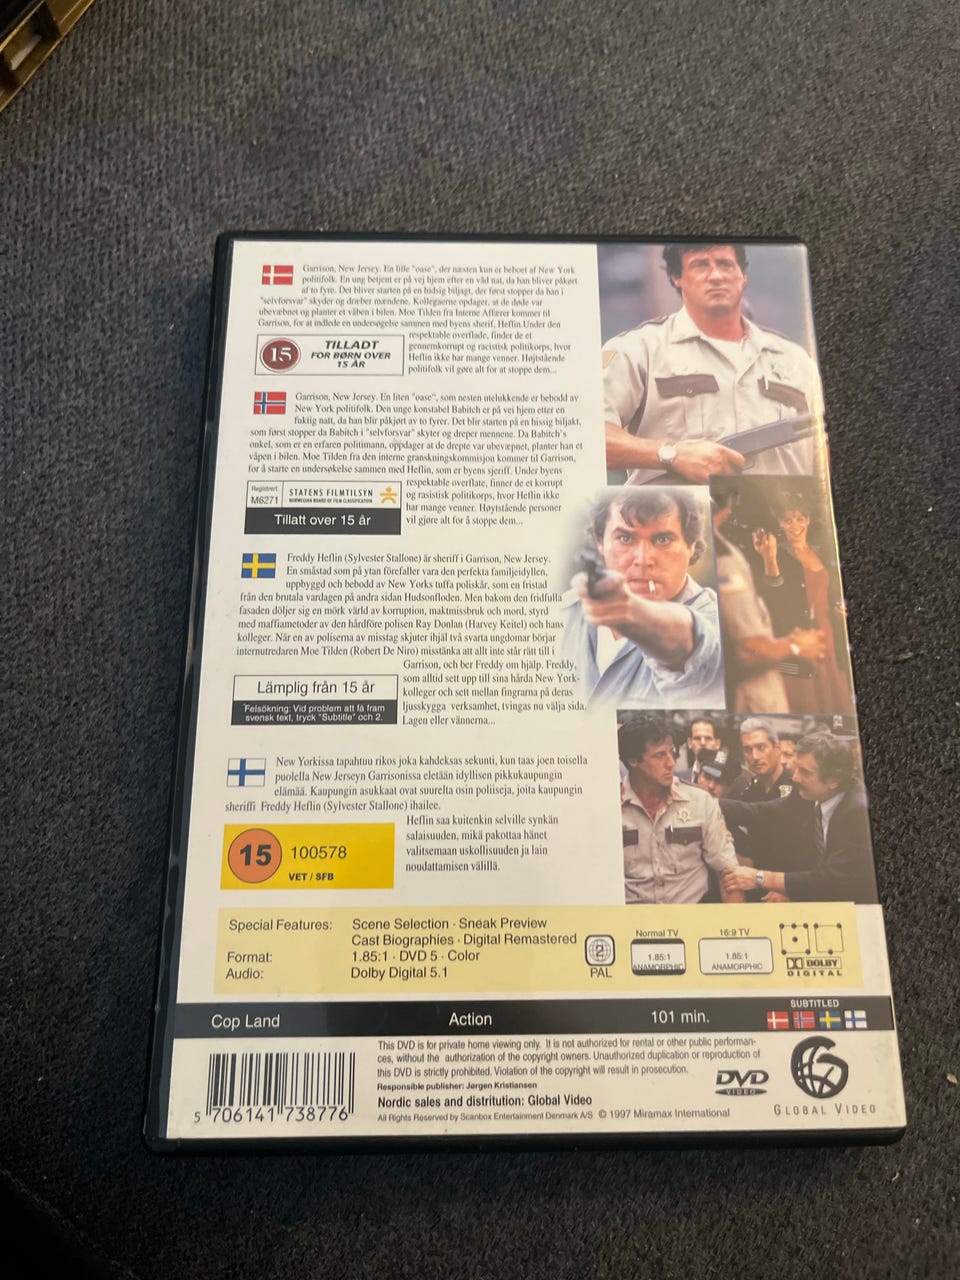 Garrison, New Jersey. En lille "oase", der næsten kun er beboet af New York
politifolk. En ung betjent er på vej hjem efter en våd nat, da han bliver påkørt
af to fyre. Det bliver starten på en hidsig biljagt, der først stopper da han i
"selvforsvar" skyder og dræber mændene. Kollegaerne opdager, at de døde var
ubevæbnet og planter et våben i bilen. Moe Tilden fra Interne Affærer kommer til
Garrison, for at indlede en undersøgelse sammen med byens sherif, Heflin.Under den
respektable overflade, finder de et
gennemkorrupt og racistisk politikorps, hvor
Heflin ikke har mange venner. Højtstående
politifolk vil gøre alt for at stoppe dem...
15
TILLADT
FOR BØRN OVER
15 ÅR
Garrison, New Jersey. En liten "oase", som nesten utelukkende er bebodd av
New York politifolk. Den unge konstabel Babitch er på vei hjem etter en
fuktig natt, da han blir påkjørt av to fyrer. Det blir starten på en hissig biljakt,
som først stopper da Babitch i "selvforsvar" skyter og dreper mennene. Da Babitch's
onkel, som er en erfaren politimann, oppdager at de drepte var ubevæpnet, planter han et
våpen i bilen. Moe Tilden fra den interne granskningskommisjon kommer til Garrison,
for å starte en undersøkelse sammen med Heflin, som er byens sjeriff. Under byens
respektable overflate, finner de et korrupt
og rasistisk politikorps, hvor Heflin ikke
har mange venner. Høytstående personer
vil gjøre alt for å stoppe dem...
Registrert
M6271
STATENS FILMTILSYN
NORWEGIAN BOARD OF FILM CLASSIFICATION
Tillatt over 15 år
Freddy Heflin (Sylvester Stallone) är sheriff i Garrison, New Jersey.
En småstad som på ytan förefaller vara den perfekta familjeidyllen,
uppbyggd och bebodd av New Yorks tuffa poliskår, som en fristad
från den brutala vardagen på andra sidan Hudsonfloden. Men bakom den fridfulla
fasaden döljer sig en mörk värld av korruption, maktmissbruk och mord, styrd
med maffiametoder av den hårdföre polisen Ray Donlan (Harvey Keitel) och hans
kolleger. När en av poliserna av misstag skjuter ihjäl två svarta ungdomar börjar
internutredaren Moe Tilden (Robert De Niro) misstänka att allt inte står rätt till i
Garrison, och ber Freddy om hjälp. Freddy,
som alltid sett upp till sina hårda New York-
kolleger och sett mellan fingrarna på deras
ljusskygga verksamhet, tvingas nu välja sida.
Lagen eller vännerna...
Lämplig från 15 år
Felsökning: Vid problem att få fram
svensk text, tryck "Subtitle" och 2.
New Yorkissa tapahtuu rikos joka kahdeksas sekunti, kun taas joen toisella
puolella New Jerseyn Garrisonissa eletään idyllisen pikkukaupungin
elämää. Kaupungin asukkaat ovat suurelta osin poliiseja, joita kaupungin
sheriffi Freddy Heflin (Sylvester Stallone) ihailee.
Heflin saa kuitenkin selville synkän
salaisuuden, mikä pakottaa hänet
valitsemaan uskollisuuden ja lain
noudattamisen välillä.
15
100578
VET / SFB
Special Features: Scene Selection · Sneak Preview
Cast Biographies · Digital Remastered
Format: 1.85:1 · DVD 5 · Color
Audio: Dolby Digital 5.1
2
PAL
Normal TV
1.85:1
ANAMORPHIC
16:9 TV
1.85:1
ANAMORPHIC
DOLBY
DIGITAL
Cop Land Action 101 min.
SUBTITLED
This DVD is for private home viewing only. It is not authorized for rental or other public performan-
ces, without the authorization of the copyright owners. Unauthorized duplication or reproduction of
this DVD is strictly prohibited. Violation of the copyright will result in prosecution.
Responsible publisher: Jørgen Kristiansen
Nordic sales and distritution: Global Video
All Rights Reserved by Scanbox Entertainment Denmark A/S © 1997 Miramax International
5 706141 738776
DVD
VIDEO
GLOBAL VIDEO